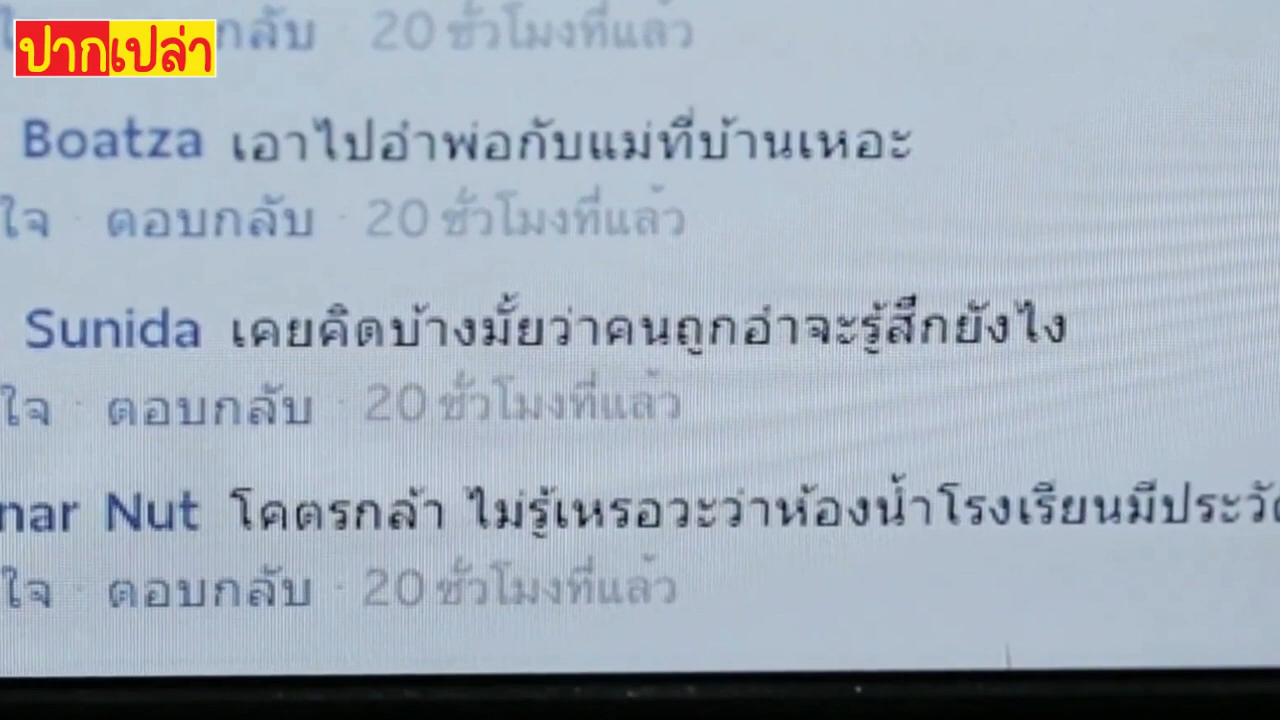 ปากเปล่า
กลับ 20 ชั่วโมงที่แล้ว
Boatza เอาไปอำพ่อกับแม่ที่บ้านเหอะ
ใจ · ตอบกลับ · 20 ชั่วโมงที่แล้ว
Sunida เคยคิดบ้างมั้ยว่าคนถูกอำจะรู้สึกยังไง
ใจ · ตอบกลับ · 20 ชั่วโมงที่แล้ว
nar Nut โคตรกล้า ไม่รู้เหรอวะว่าห้องน้ำโรงเรียนมีประวั
ใจ · ตอบกลับ · 20 ชั่วโมงที่แล้ว